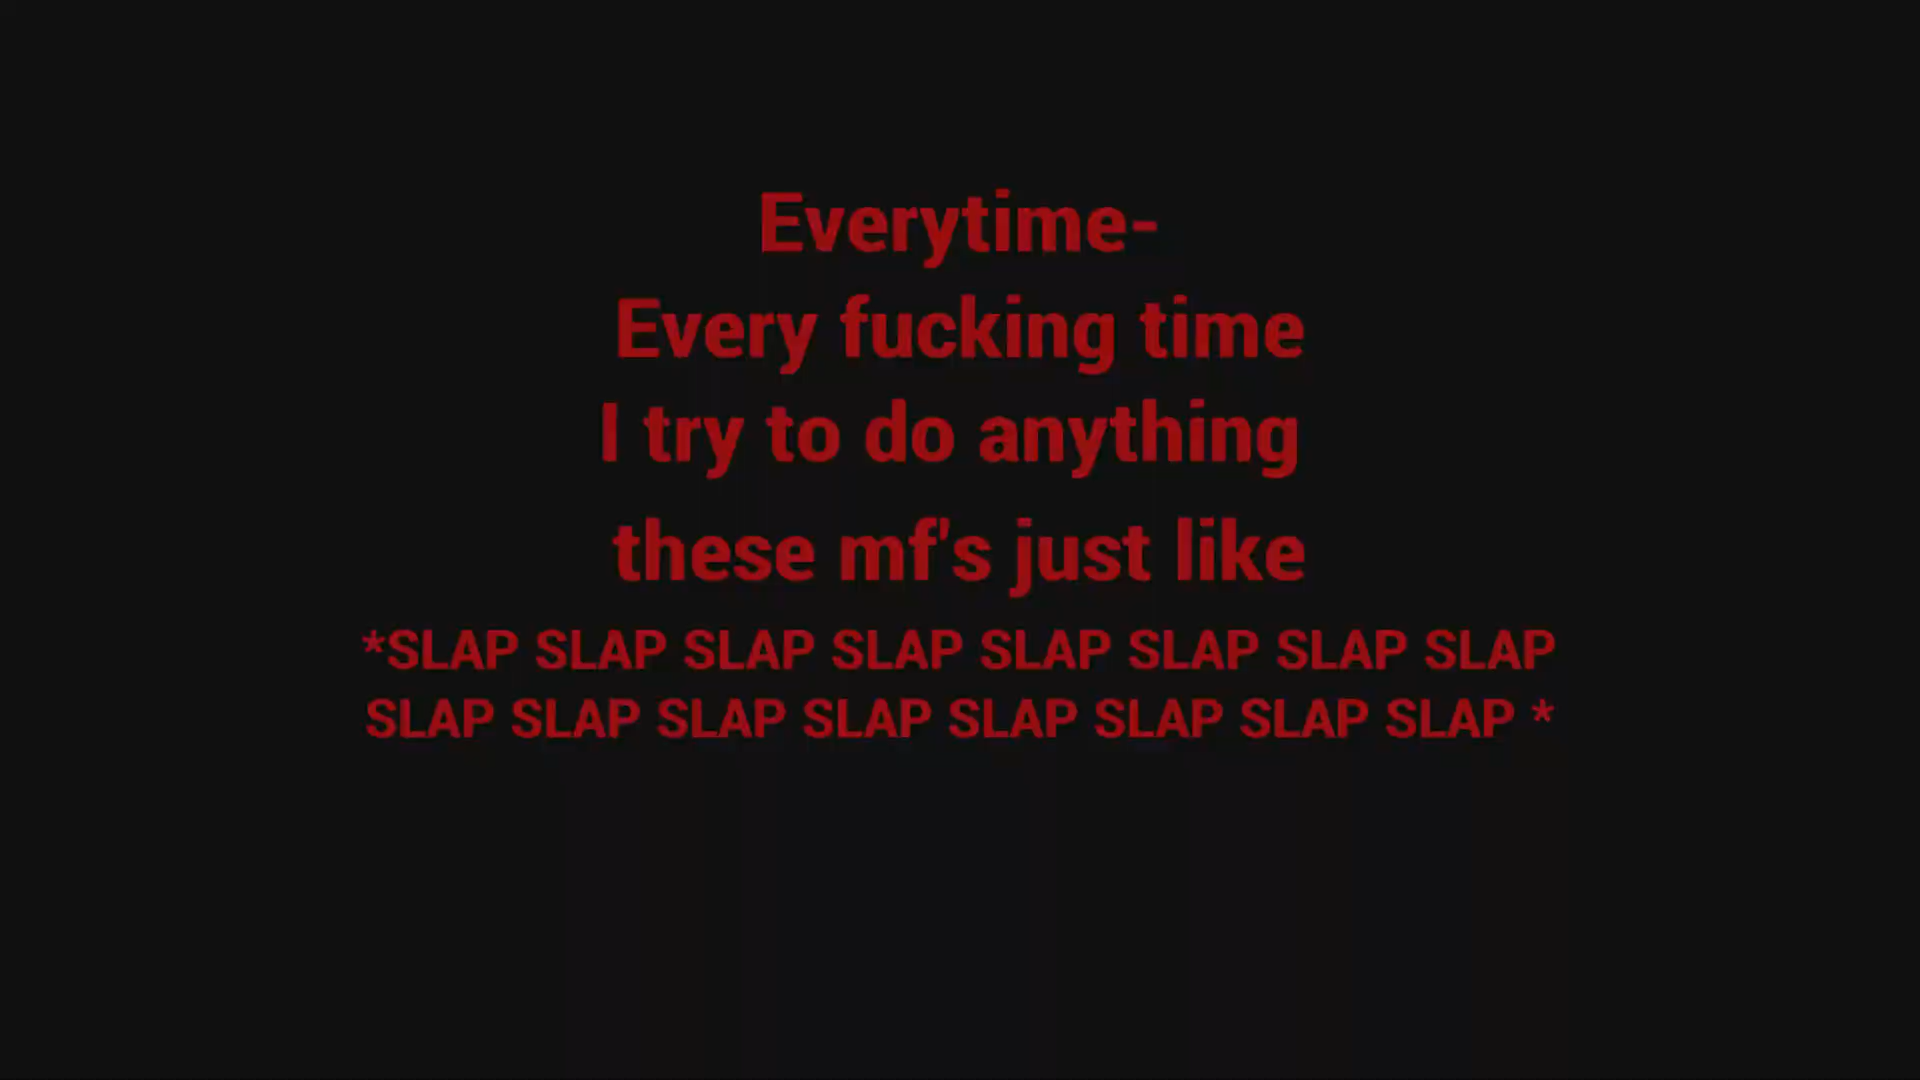 Everytime-
Every fucking time
I try to do anything
these mf's just like
*SLAP SLAP SLAP SLAP SLAP SLAP SLAP SLAP
SLAP SLAP SLAP SLAP SLAP SLAP SLAP SLAP *